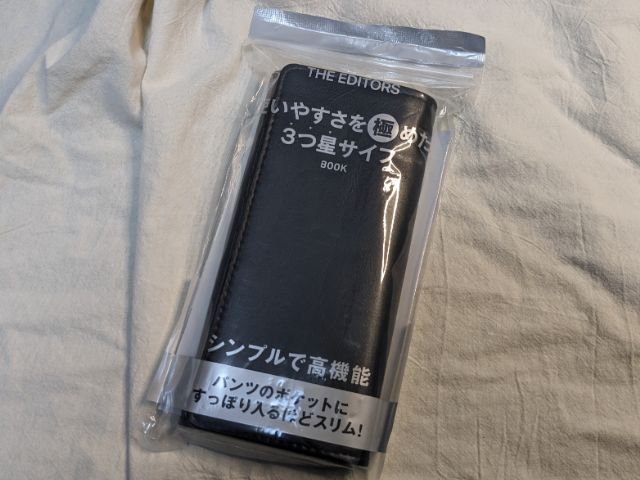 THE EDITORS
いやすさを極めた
3つ星サイズ
BOOK
シンプルで高機能
パンツのポケットに
すっぽり入るほどスリム!